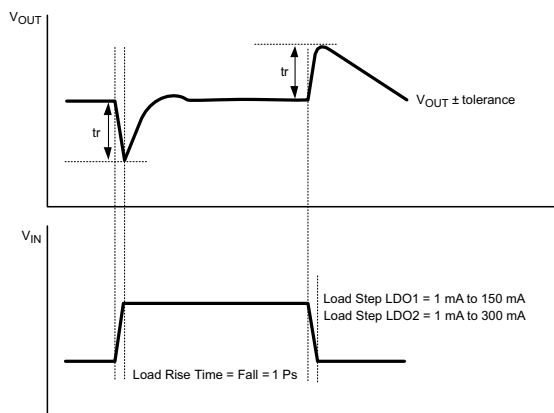 VOUT
tr
tr
VOUT ± tolerance
VIN
Load Step LDO1 = 1 mA to 150 mA
Load Step LDO2 = 1 mA to 300 mA
Load Rise Time = Fall = 1 Ps